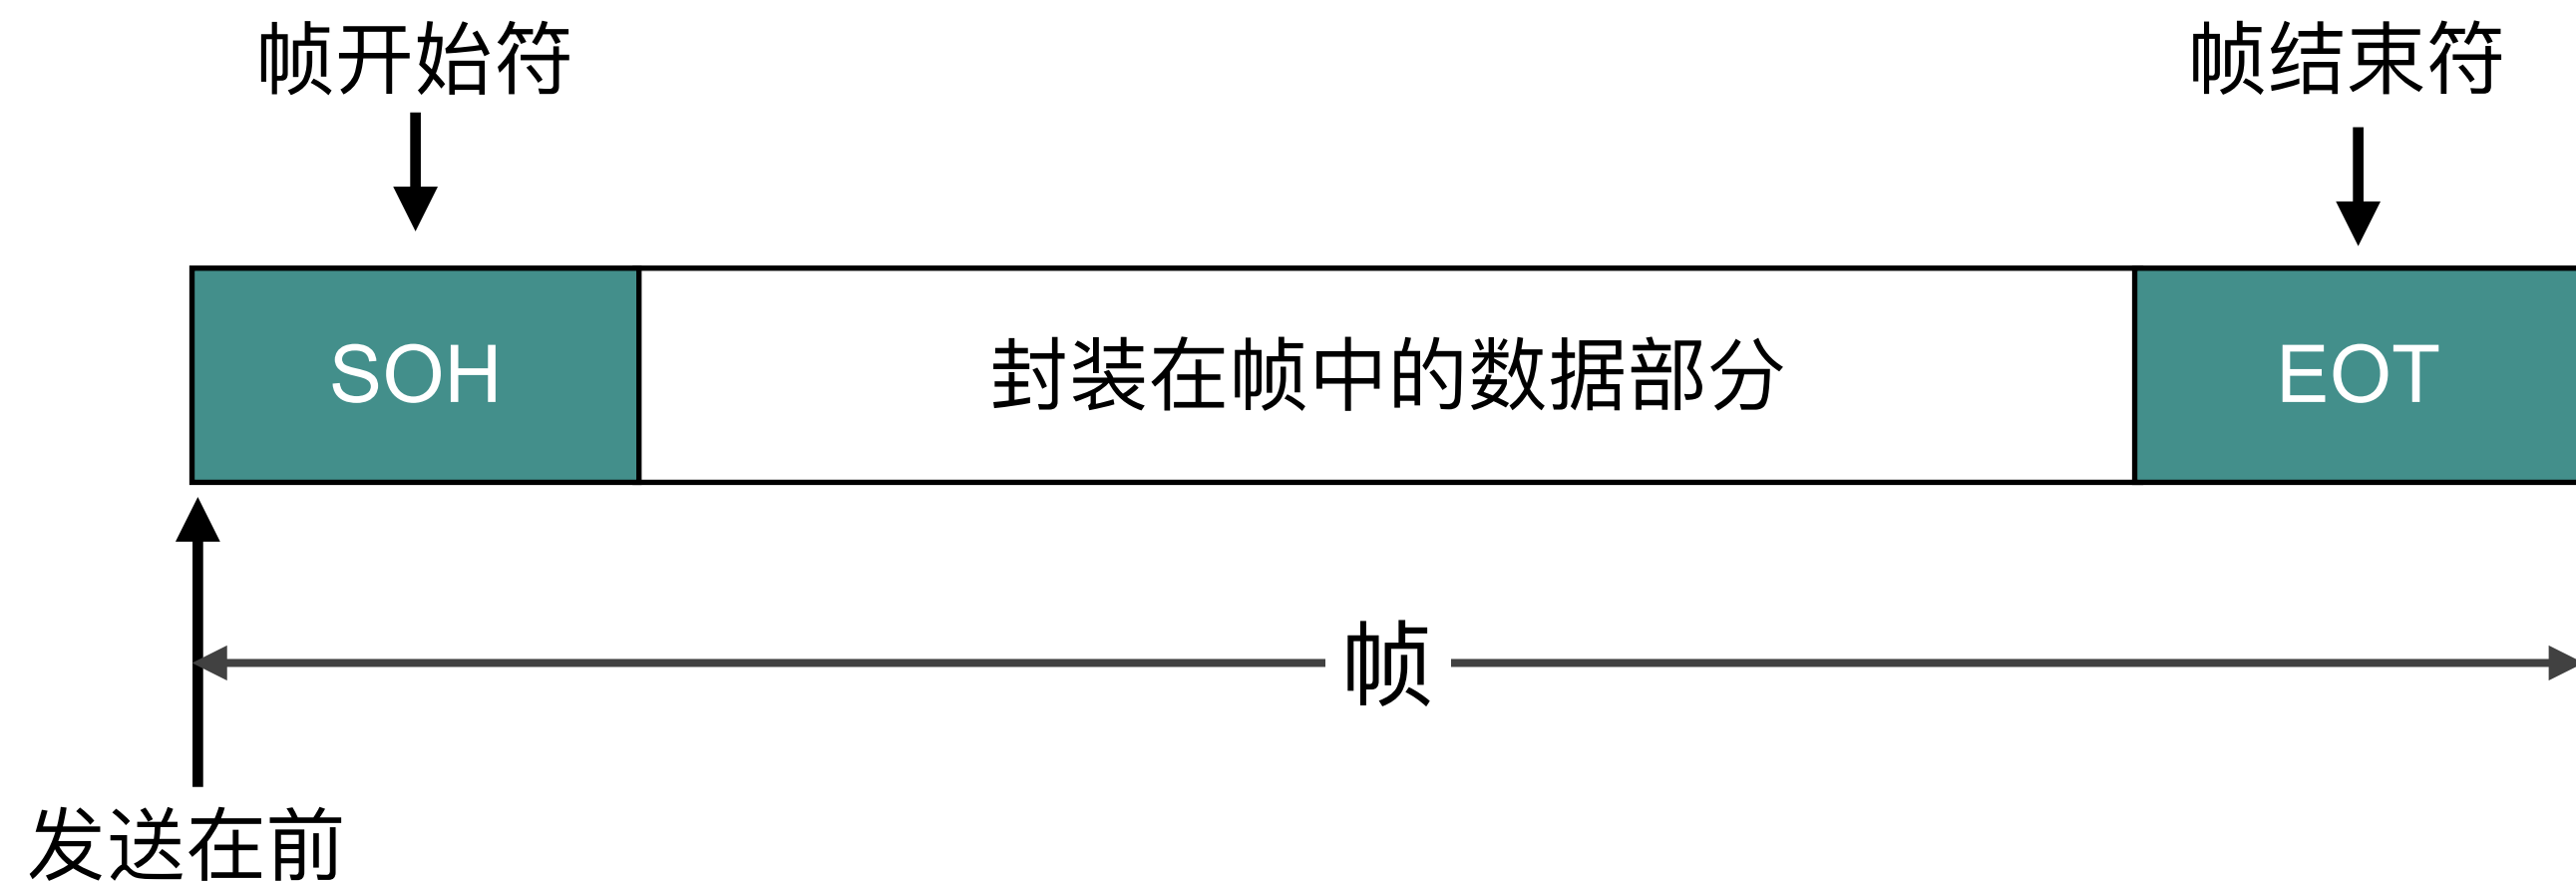 帧开始符
帧结束符
SOH
封装在帧中的数据部分
EOT
帧
发送在前